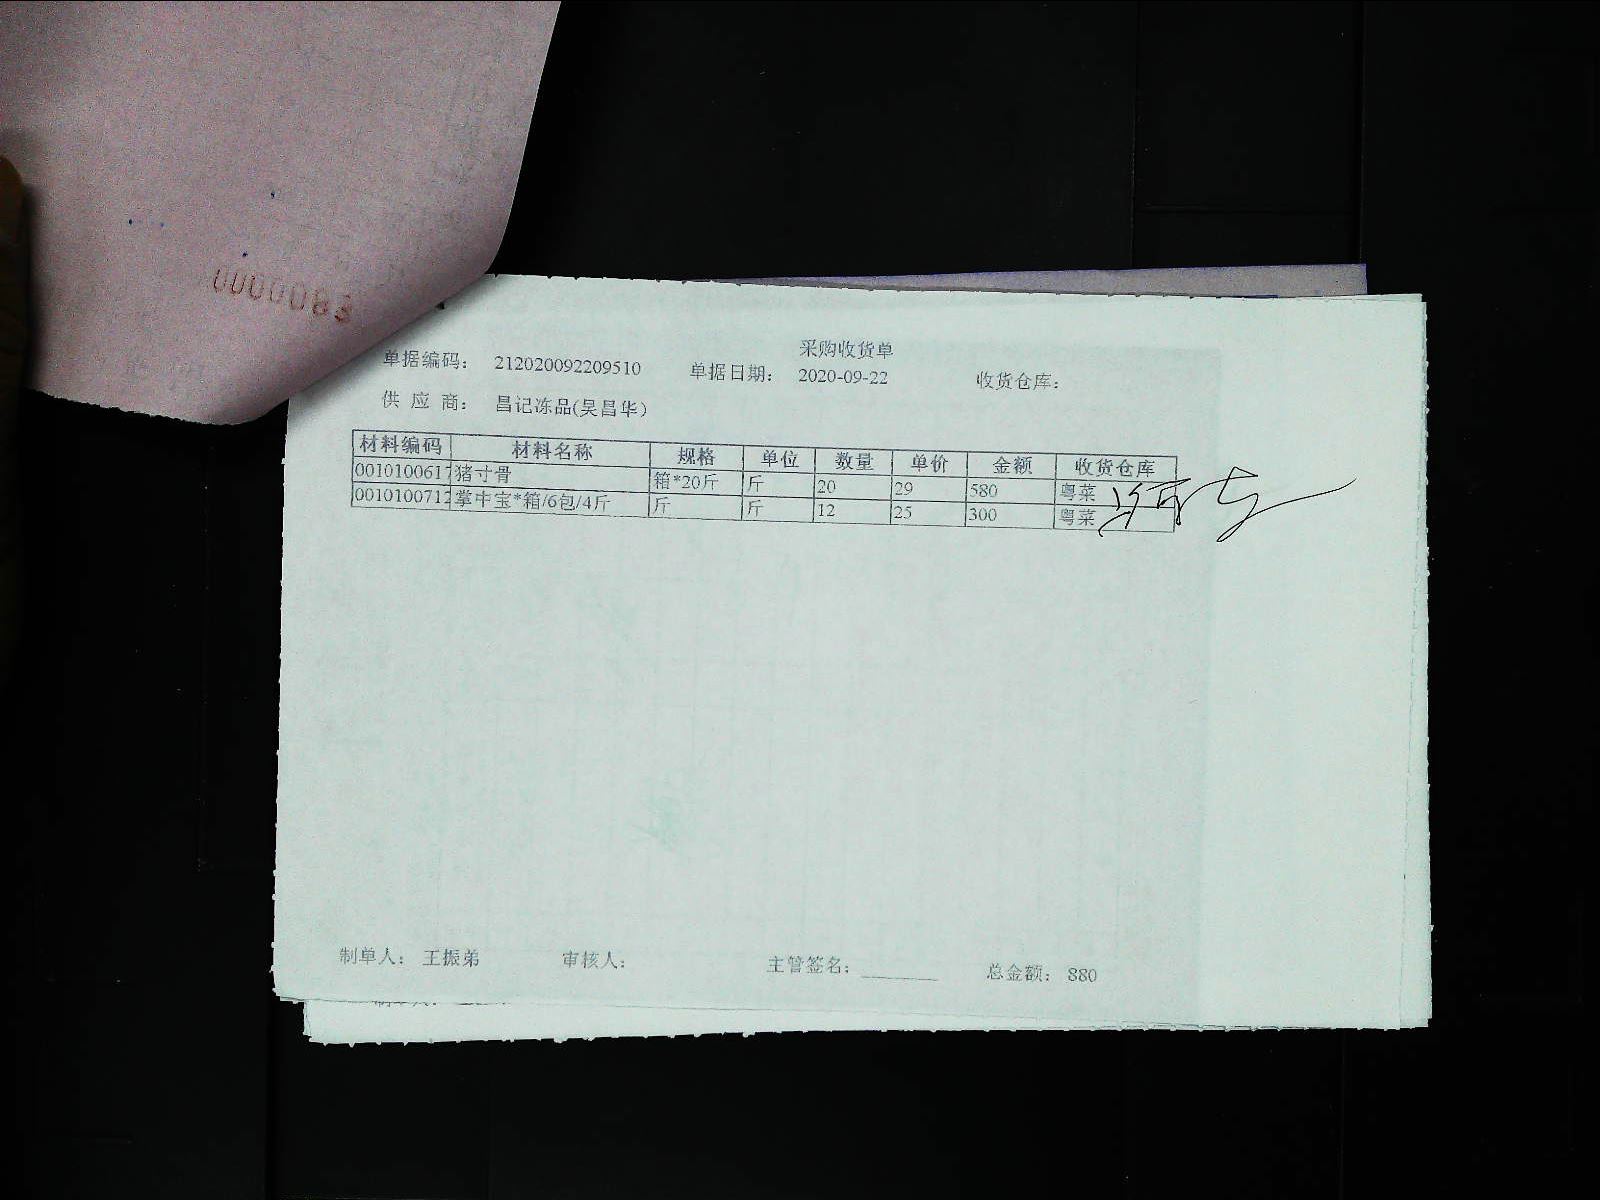 0000083
采购收货单
单据编码： 212020092209510 单据日期： 2020-09-22 收货仓库：
供 应 商： 昌记冻品(吴昌华)
材料编码 材料名称 规格 单位 数量 单价 金额 收货仓库
0010100617 猪寸骨 箱*20斤 斤 20 29 580 粤菜
0010100712 掌中宝*箱/6包/4斤 斤 斤 12 25 300 粤菜
制单人： 王振弟 审核人： 主管签名：________ 总金额： 880